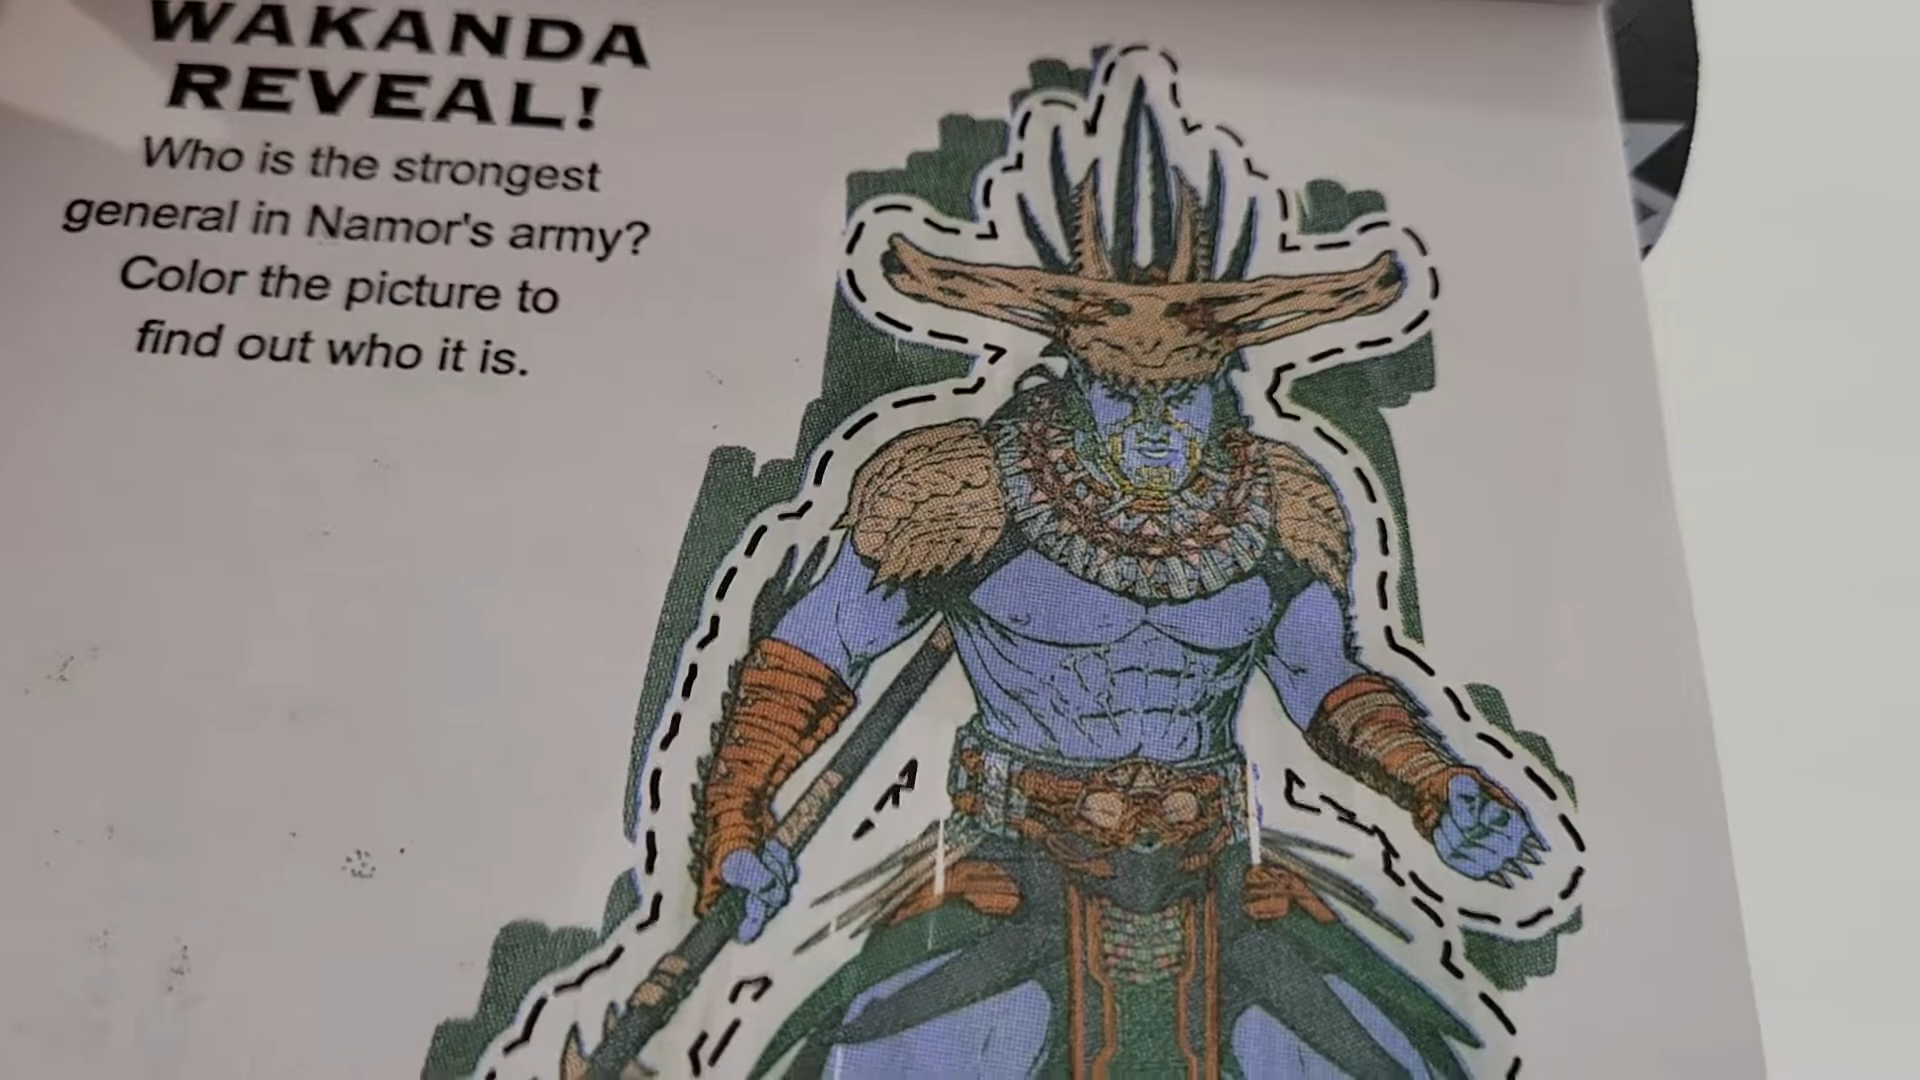 WAKANDA
REVEAL!
Who is the strongest
general in Namor's army?
Color the picture to
find out who it is.